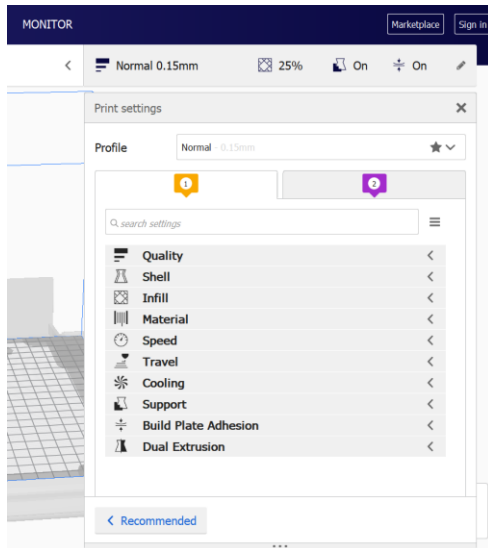 MONITOR
Marketplace
Sign in
Normal 0.15mm
25%
On
On
Print settings
Profile
Normal - 0.15mm
1
2
search settings
Quality
Shell
Infill
Material
Speed
Travel
Cooling
Support
Build Plate Adhesion
Dual Extrusion
Recommended